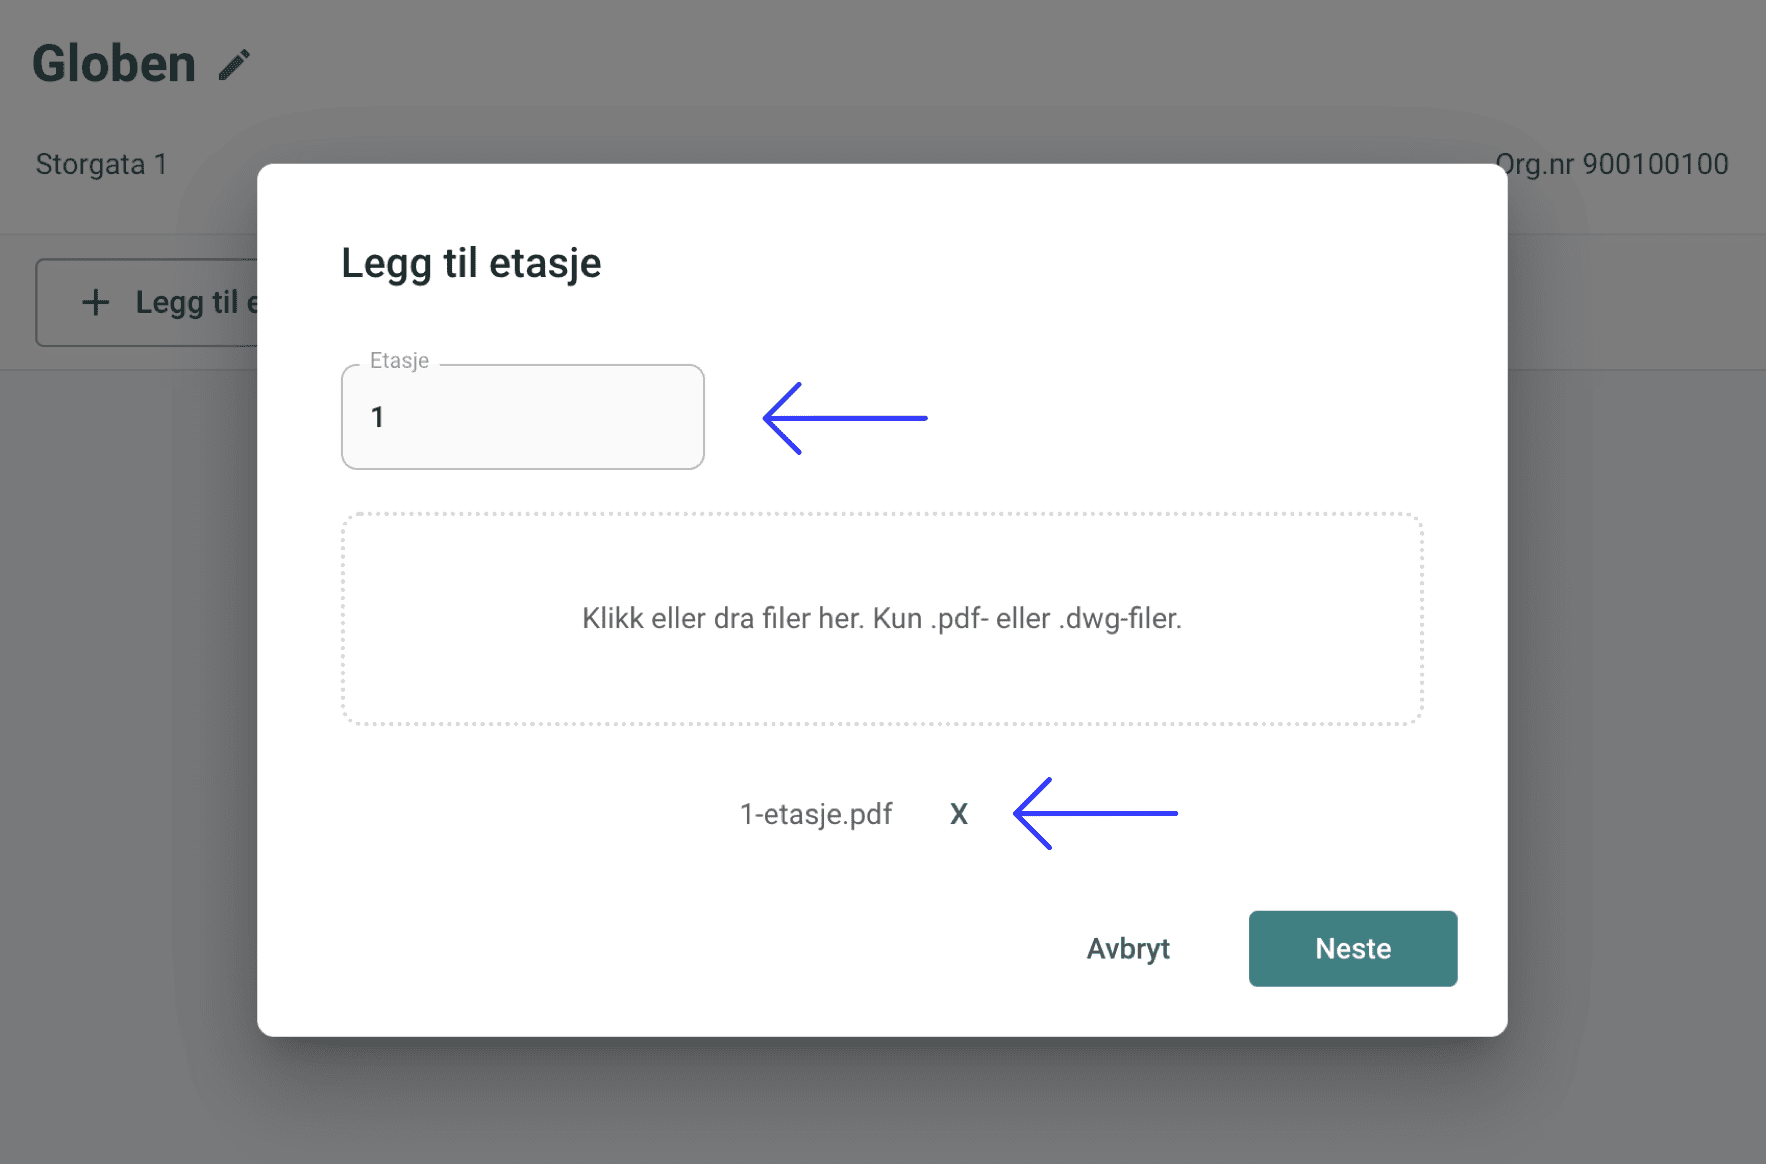 Globen
Storgata 1
Org.nr 900100100
Legg til e
Legg til etasje
Etasje
1
Klikk eller dra filer her. Kun .pdf- eller .dwg-filer.
1-etasje.pdf X
Avbryt
Neste